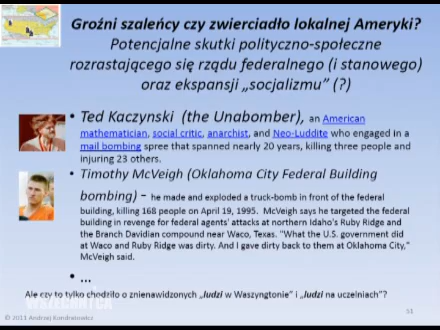 Groźni szaleńcy czy zwierciadło lokalnej Ameryki?
Potencjalne skutki polityczno-społeczne
rozrastającego się rządu federalnego (i stanowego)
oraz ekspansji „socjalizmu” (?)
• Ted Kaczynski (the Unabomber), an American
mathematician, social critic, anarchist, and Neo-Luddite who engaged in a
mail bombing spree that spanned nearly 20 years, killing three people and
injuring 23 others.
• Timothy McVeigh (Oklahoma City Federal Building
bombing) – he made and exploded a truck-bomb in front of the federal
building, killing 168 people on April 19, 1995. McVeigh says he targeted the federal
building in revenge for federal agents' attacks at northern Idaho's Ruby Ridge and
the Branch Davidian compound near Waco, Texas. "What the U.S. government did
at Waco and Ruby Ridge was dirty. And I gave dirty back to them at Oklahoma City,"
McVeigh said.
• ...
Ale czy to tylko chodziło o znienawidzonych „ludzi w Waszyngtonie” i „ludzi na uczelniach”?
© 2011 Andrzej Kondratowicz
51